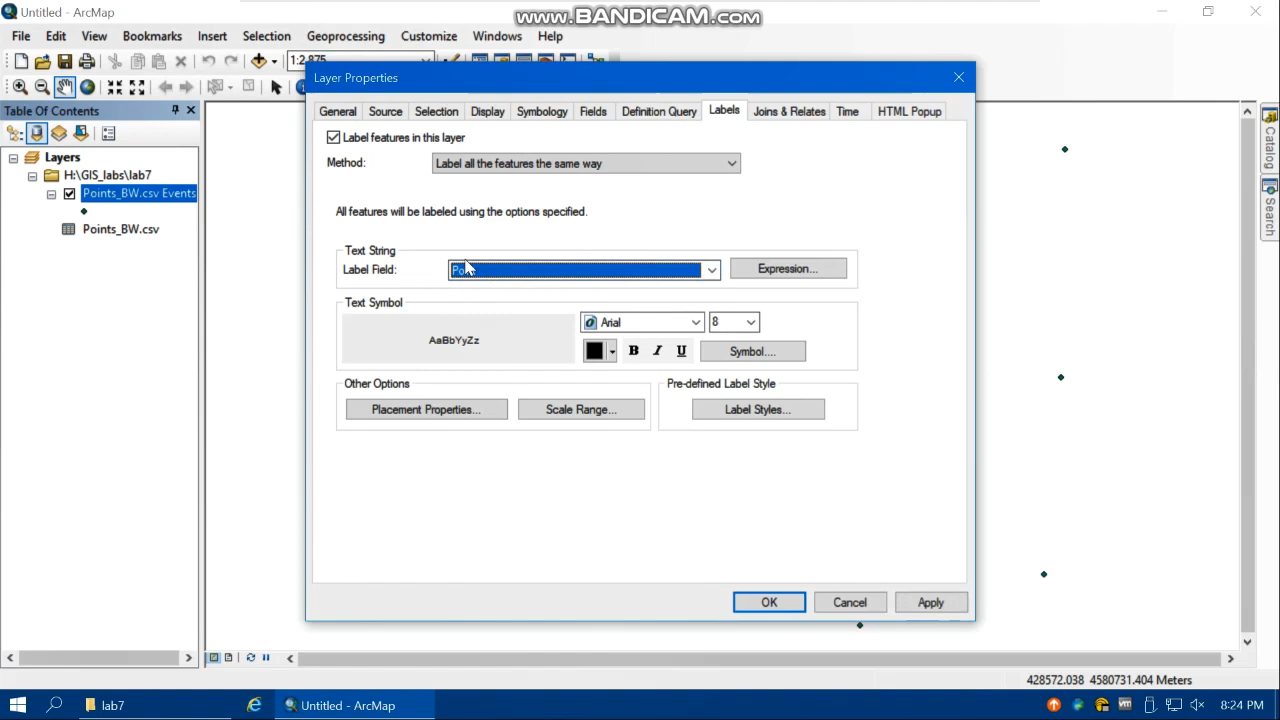 Untitled - ArcMap
www.BANDICAM.com
File Edit View Bookmarks Insert Selection Geoprocessing Customize Windows Help
1:2,875
Layer Properties
Table Of Contents
General Source Selection Display Symbology Fields Definition Query Labels Joins & Relates Time HTML Popup
Label features in this layer
Method: Label all the features the same way
Layers
H:\GIS_labs\lab7
Points_BW.csv Events
Points_BW.csv
All features will be labeled using the options specified.
Text String
Label Field: Expression...
Text Symbol
AaBbYyZz
Arial 8
B I U Symbol....
Other Options
Pre-defined Label Style
Placement Properties... Scale Range... Label Styles...
OK Cancel Apply
Catalog
Search
428572.038 4580731.404 Meters
lab7
Untitled - ArcMap
8:24 PM